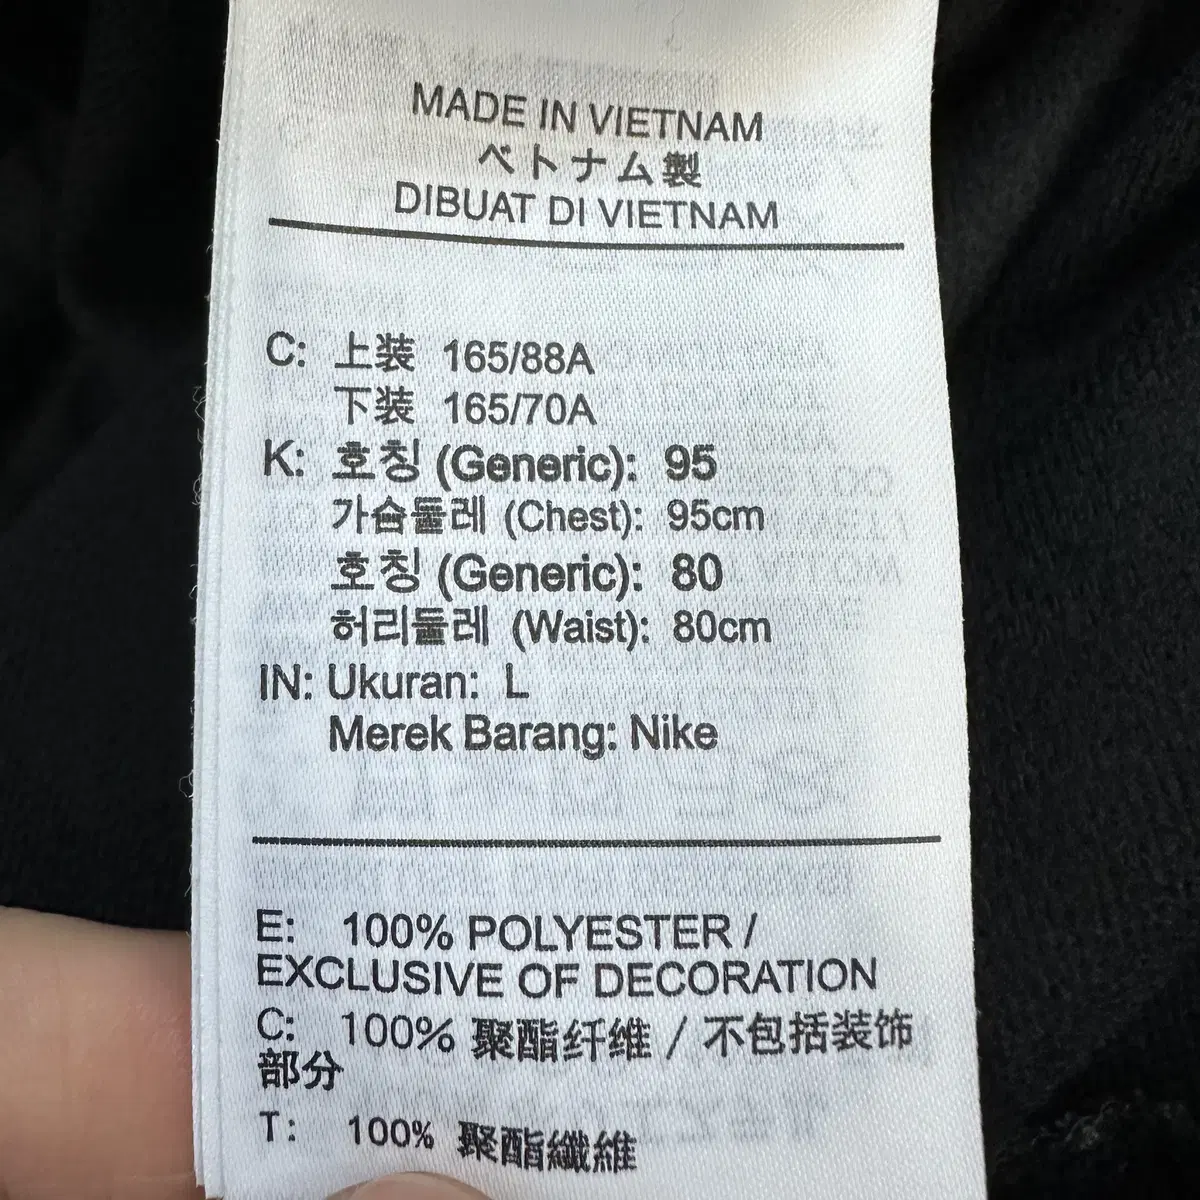 MADE IN VIETNAM
ベトナム製
DIBUAT DI VIETNAM
C: 上装 165/88A
下装 165/70A
K: 호칭 (Generic): 95
가슴둘레 (Chest): 95cm
호칭 (Generic): 80
허리둘레 (Waist): 80cm
IN: Ukuran: L
Merek Barang: Nike
E: 100% POLYESTER /
EXCLUSIVE OF DECORATION
C: 100% 聚酯纤维 / 不包括装饰
部分
T: 100% 聚酯纖維